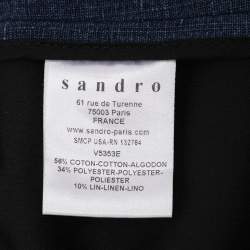 sandro
61 rue de Turenne
75003 Paris
FRANCE
www.sandro-paris.com
SMCP USA-RN 132784
V5353E
56% COTON-COTTON-ALGODON
34% POLYESTER-POLYESTER-
POLIESTER
10% LIN-LINEN-LINO